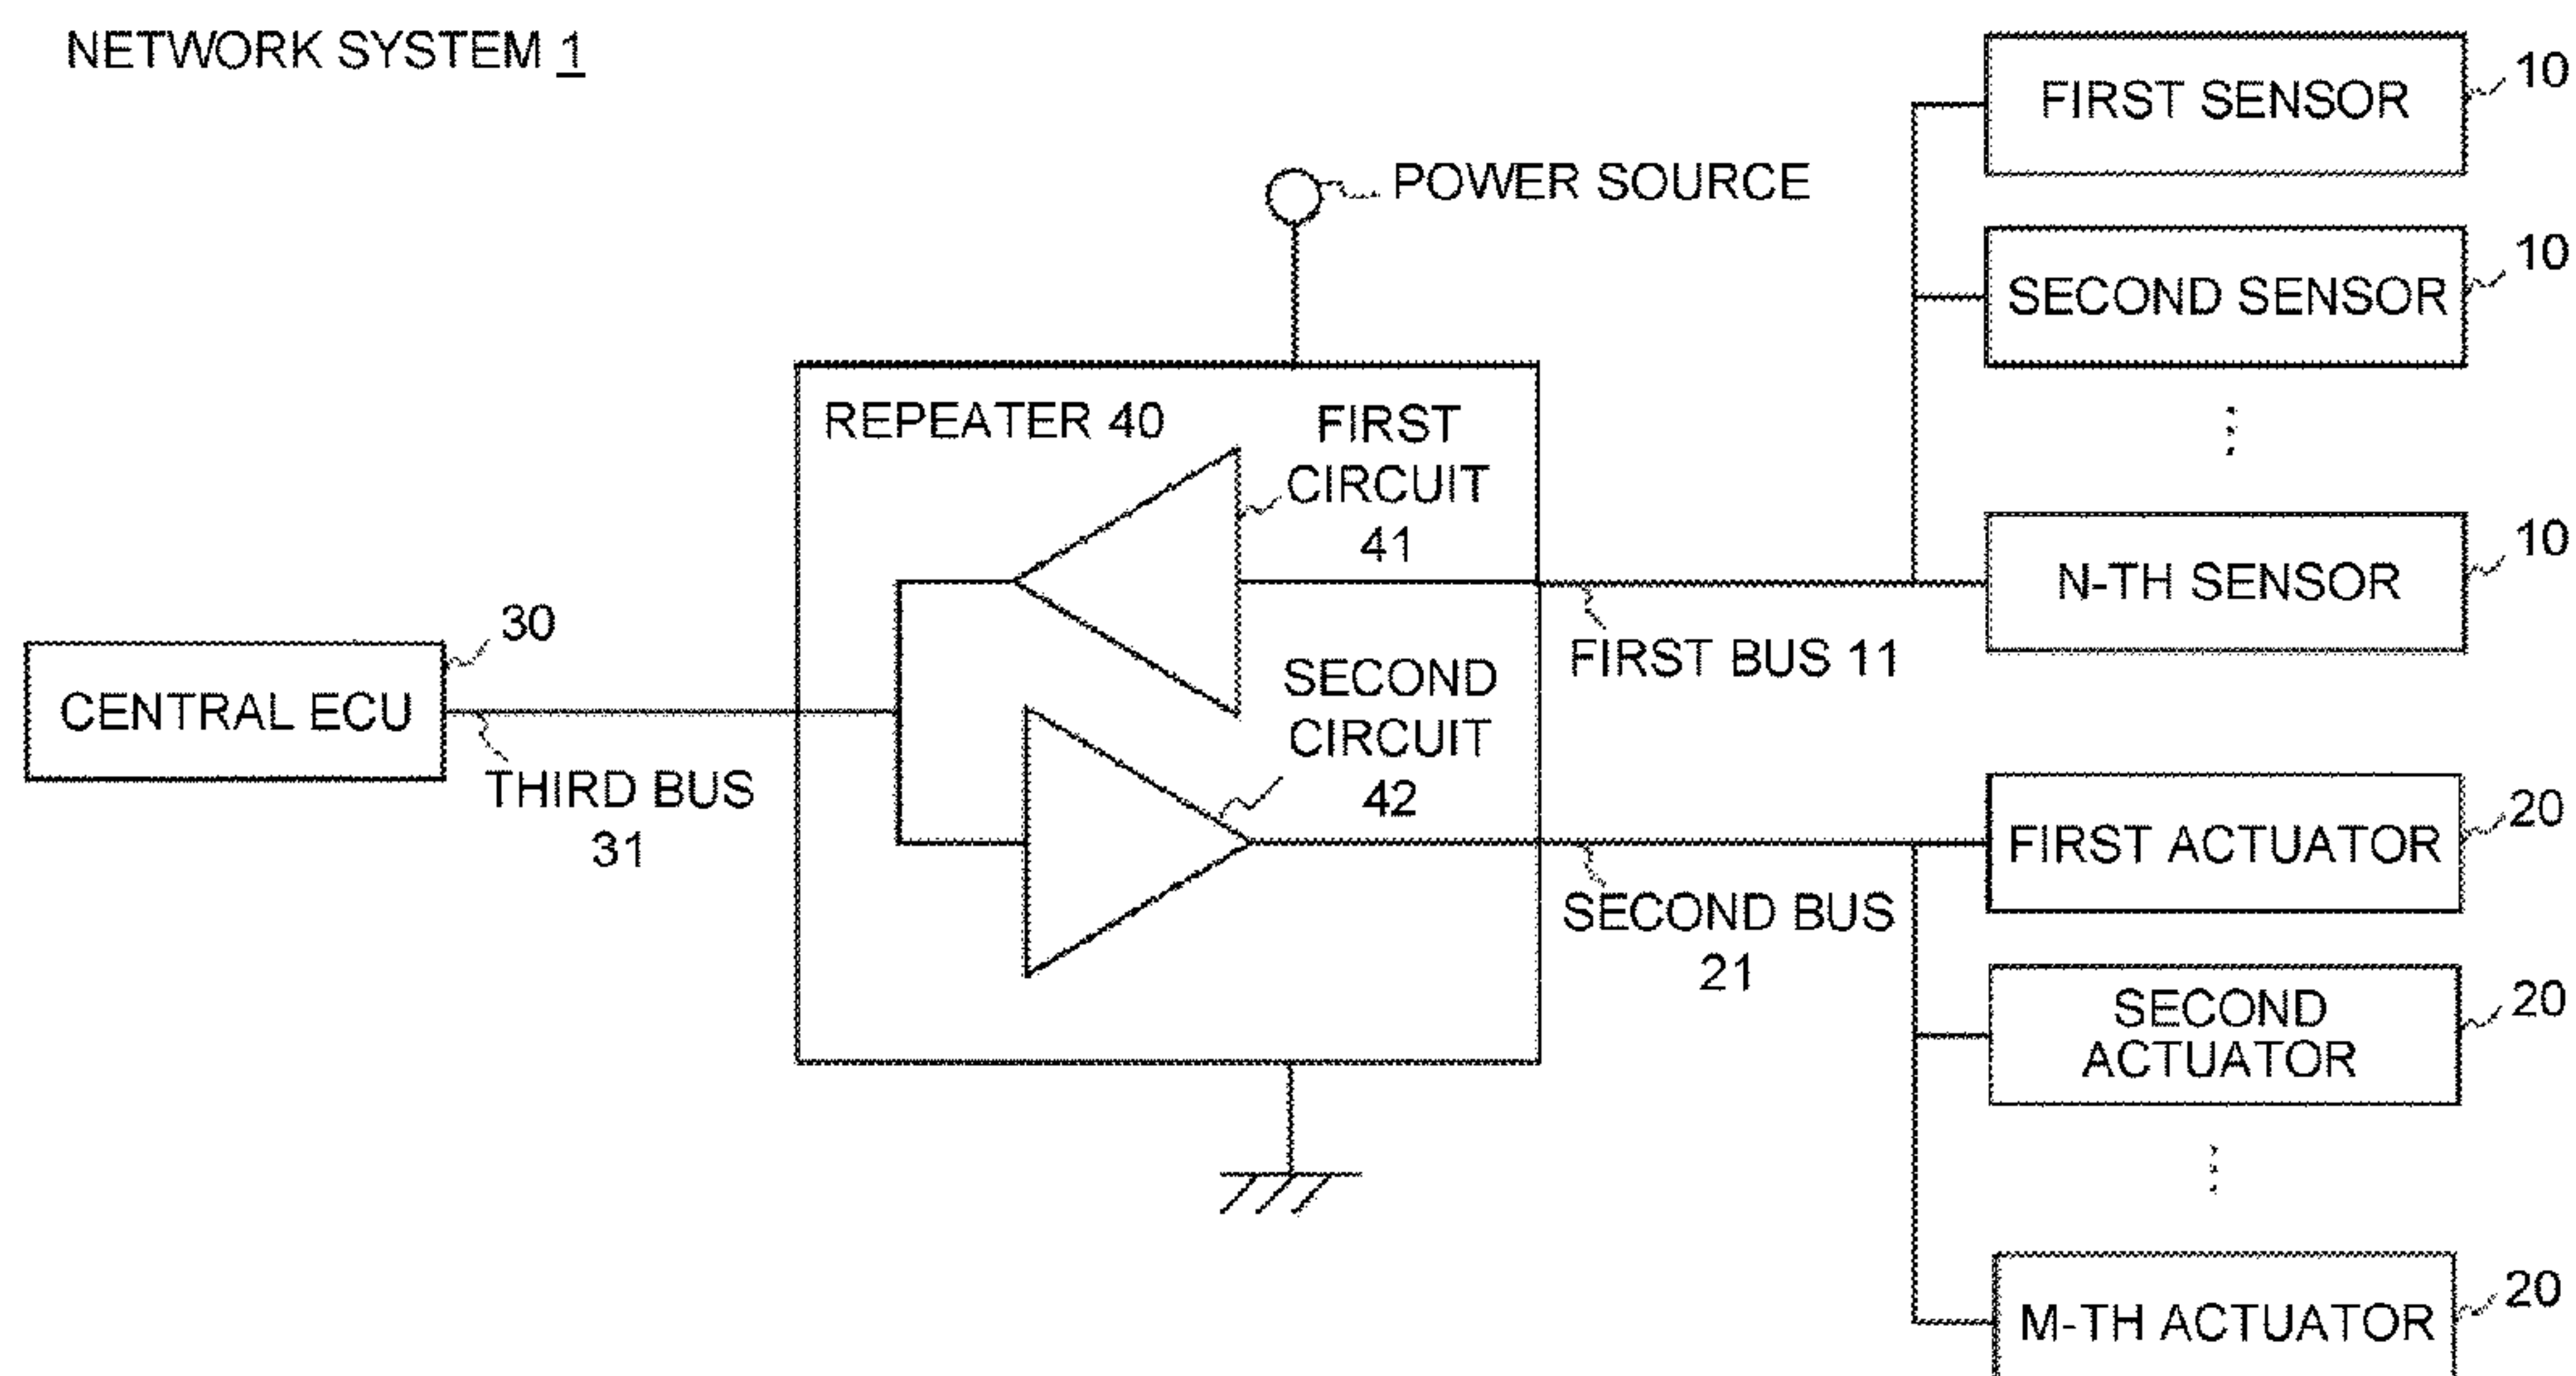 NETWORK SYSTEM 1
FIRST SENSOR
10
SECOND SENSOR
10
N-TH SENSOR
10
POWER SOURCE
REPEATER 40
FIRST
CIRCUIT
41
FIRST BUS 11
30
CENTRAL ECU
THIRD BUS
31
SECOND
CIRCUIT
42
SECOND BUS
21
FIRST ACTUATOR
20
SECOND
ACTUATOR
20
M-TH ACTUATOR
20